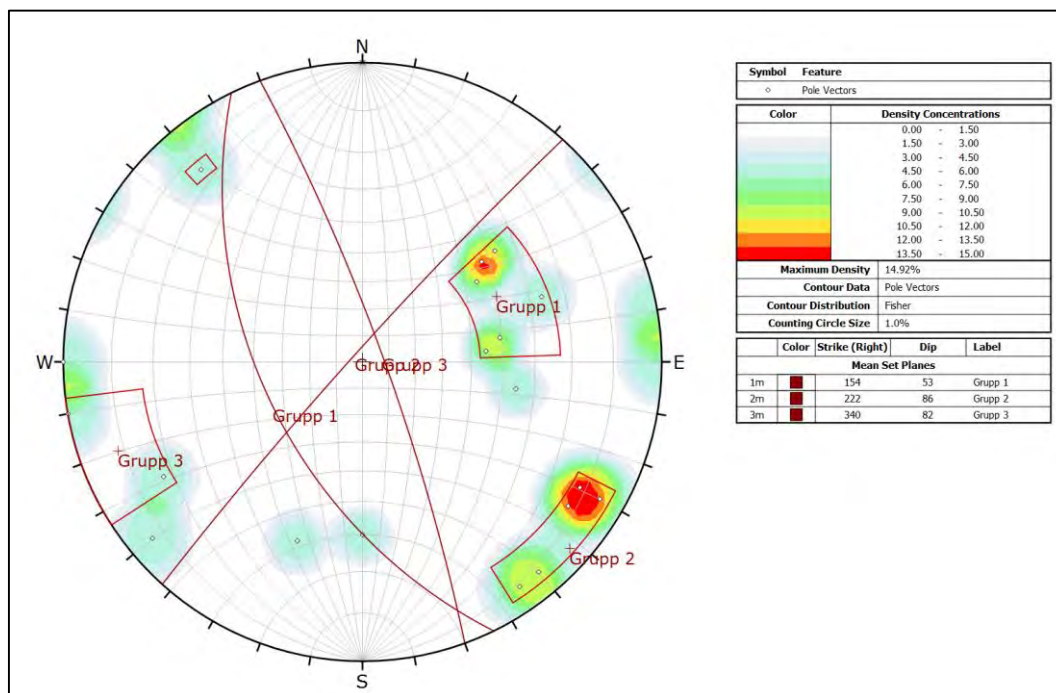 N
W
E
S
Grupp 1
Grupp 2
Grupp 3
Grupp 1
Grupp 3
Grupp 2
Symbol Feature
Pole Vectors
Color Density Concentrations
0.00 - 1.50
1.50 - 3.00
3.00 - 4.50
4.50 - 6.00
6.00 - 7.50
7.50 - 9.00
9.00 - 10.50
10.50 - 12.00
12.00 - 13.50
13.50 - 15.00
Maximum Density 14.92%
Contour Data Pole Vectors
Contour Distribution Fisher
Counting Circle Size 1.0%
Color Strike (Right) Dip Label
Mean Set Planes
1m 154 53 Grupp 1
2m 222 86 Grupp 2
3m 340 82 Grupp 3